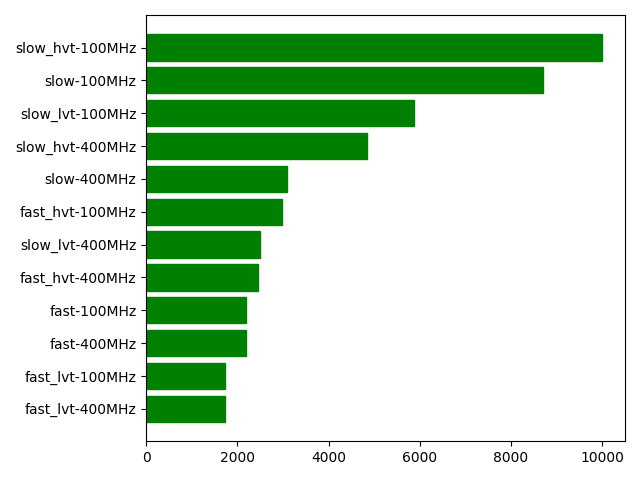 slow_hvt-100MHz
slow-100MHz
slow_lvt-100MHz
slow_hvt-400MHz
slow-400MHz
fast_hvt-100MHz
slow_lvt-400MHz
fast_hvt-400MHz
fast-100MHz
fast-400MHz
fast_lvt-100MHz
fast_lvt-400MHz
0 2000 4000 6000 8000 10000